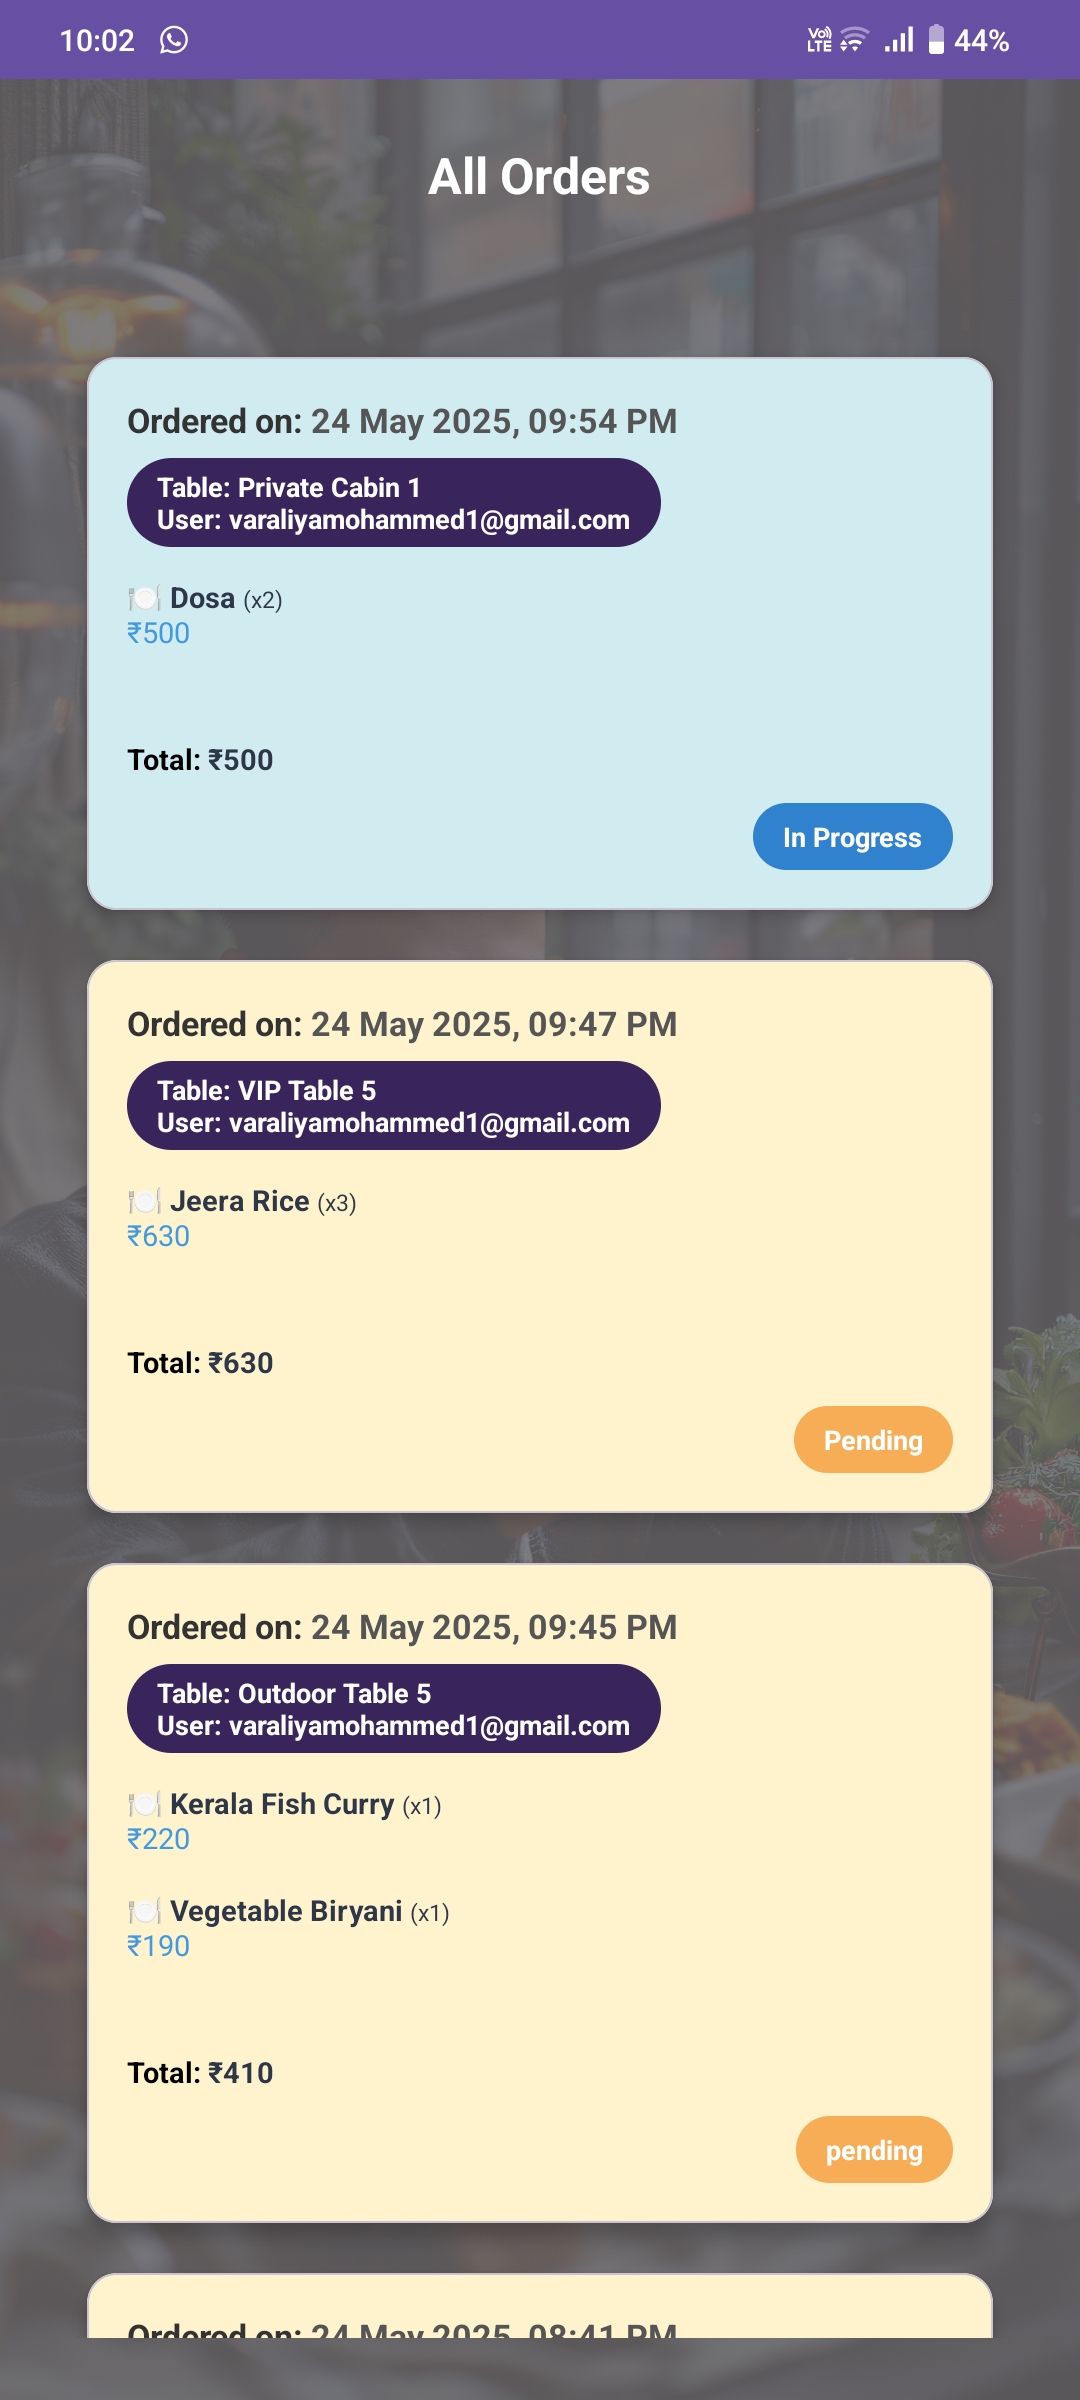 10:02
Vo)) LTE 44%
All Orders
Ordered on: 24 May 2025, 09:54 PM
Table: Private Cabin 1
User: varaliyamohammed1@gmail.com
🍽️ Dosa (x2)
₹500
Total: ₹500
In Progress
Ordered on: 24 May 2025, 09:47 PM
Table: VIP Table 5
User: varaliyamohammed1@gmail.com
🍽️ Jeera Rice (x3)
₹630
Total: ₹630
Pending
Ordered on: 24 May 2025, 09:45 PM
Table: Outdoor Table 5
User: varaliyamohammed1@gmail.com
🍽️ Kerala Fish Curry (x1)
₹220
🍽️ Vegetable Biryani (x1)
₹190
Total: ₹410
pending
Ordered on: 24 May 2025, 08:41 PM